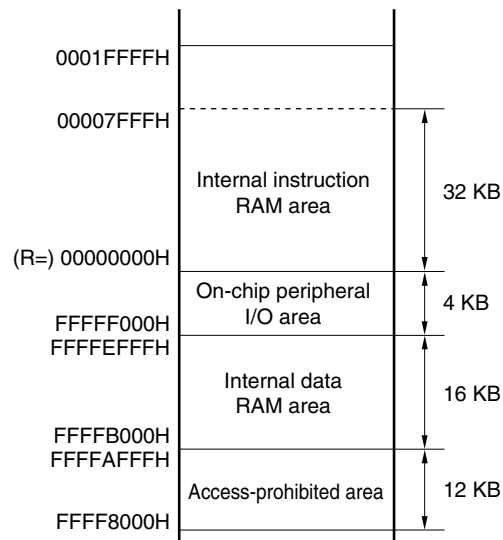 0001FFFFH
00007FFFH
Internal instruction
RAM area
32 KB
(R=) 00000000H
On-chip peripheral
I/O area
4 KB
FFFFF000H
FFFFEFFFH
Internal data
RAM area
16 KB
FFFFB000H
FFFFAFFFH
Access-prohibited area
12 KB
FFFF8000H